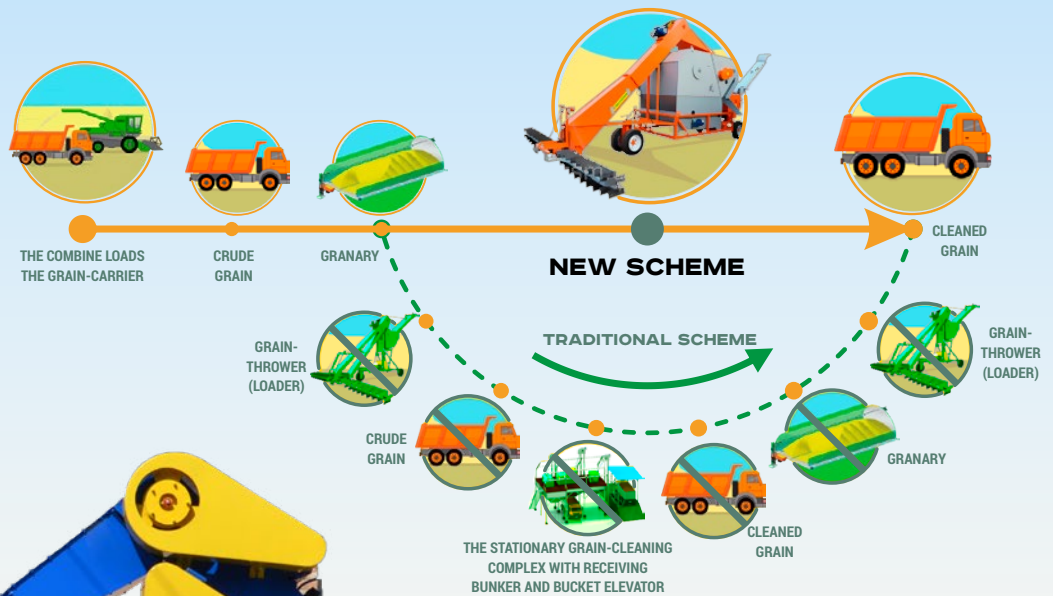 THE COMBINE LOADS
THE GRAIN-CARRIER
CRUDE
GRAIN
GRANARY
NEW SCHEME
CLEANED
GRAIN
TRADITIONAL SCHEME
GRAIN-
THROWER
(LOADER)
CRUDE
GRAIN
THE STATIONARY GRAIN-CLEANING
COMPLEX WITH RECEIVING
BUNKER AND BUCKET ELEVATOR
CLEANED
GRAIN
GRANARY
GRAIN-
THROWER
(LOADER)